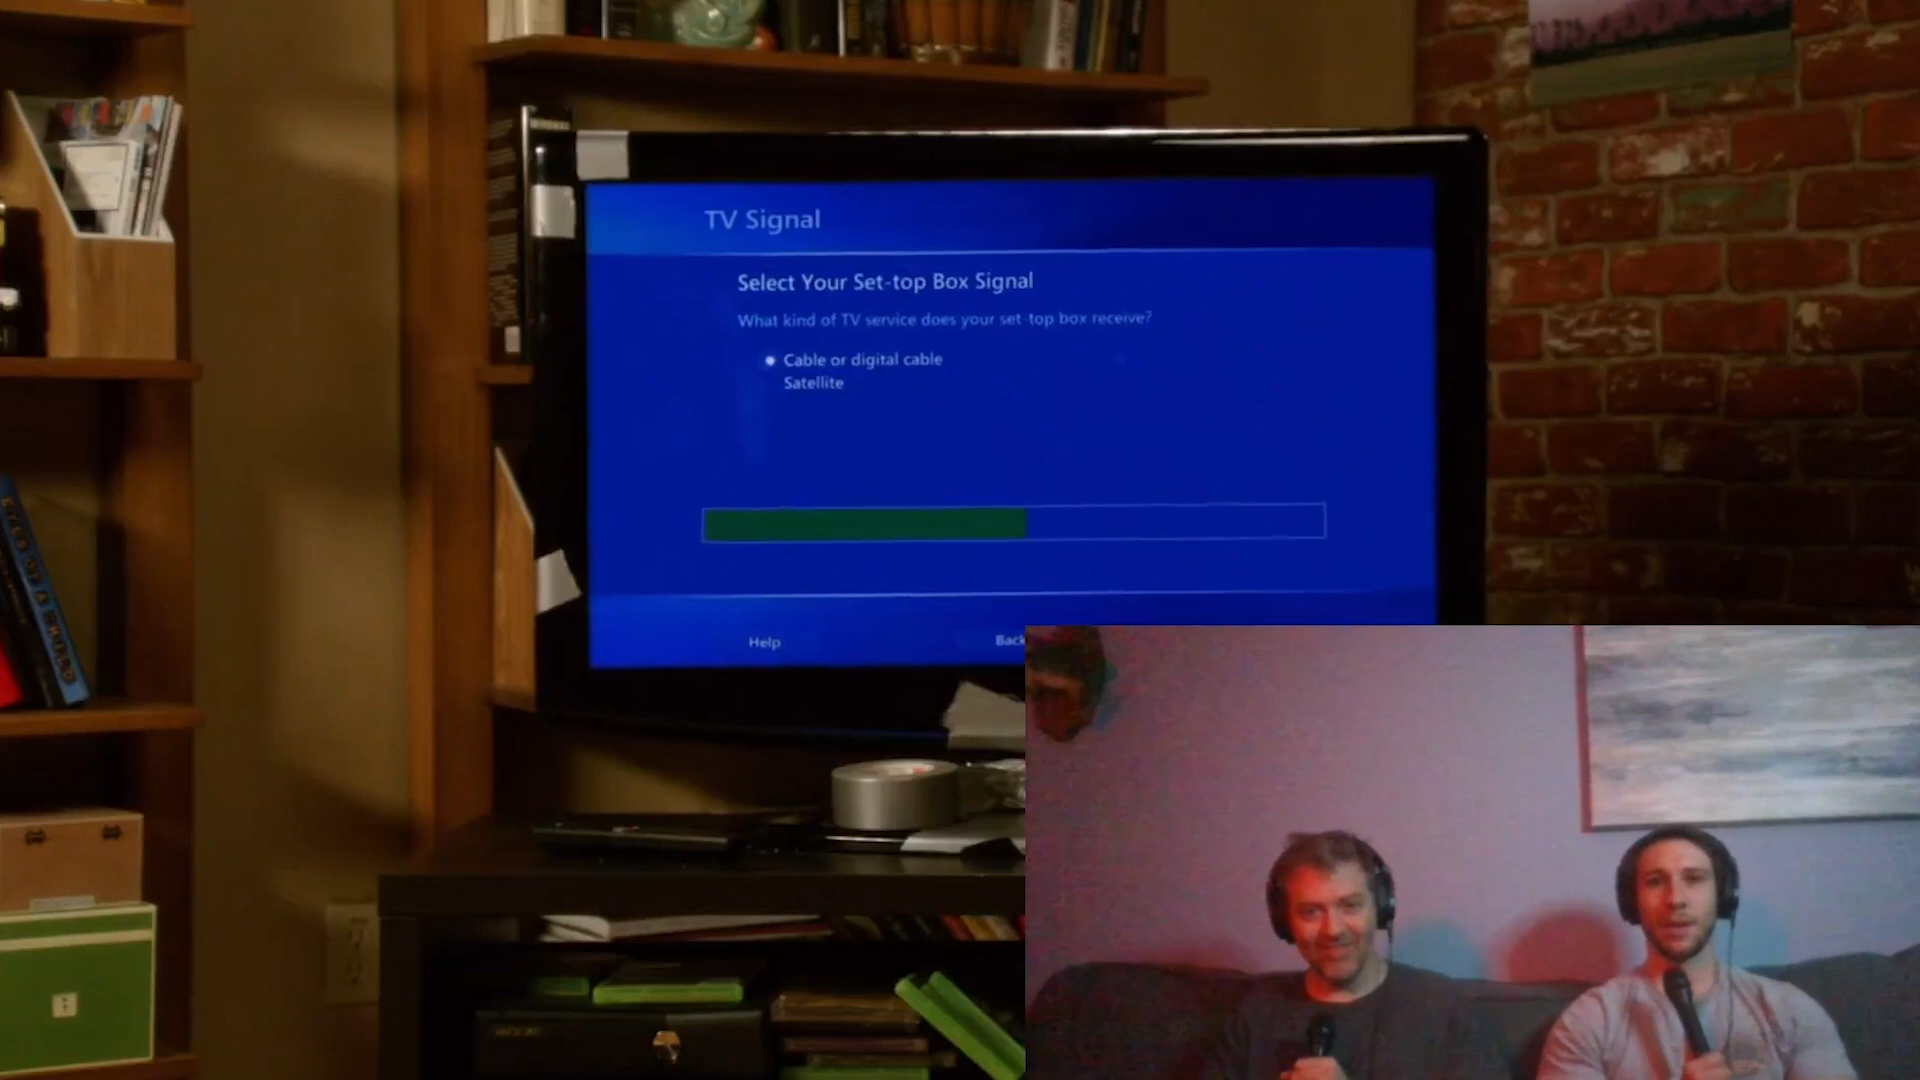 TV Signal
Select Your Set-top Box Signal
What kind of TV service does your set-top box receive?
Cable or digital cable
Satellite
Help
Back